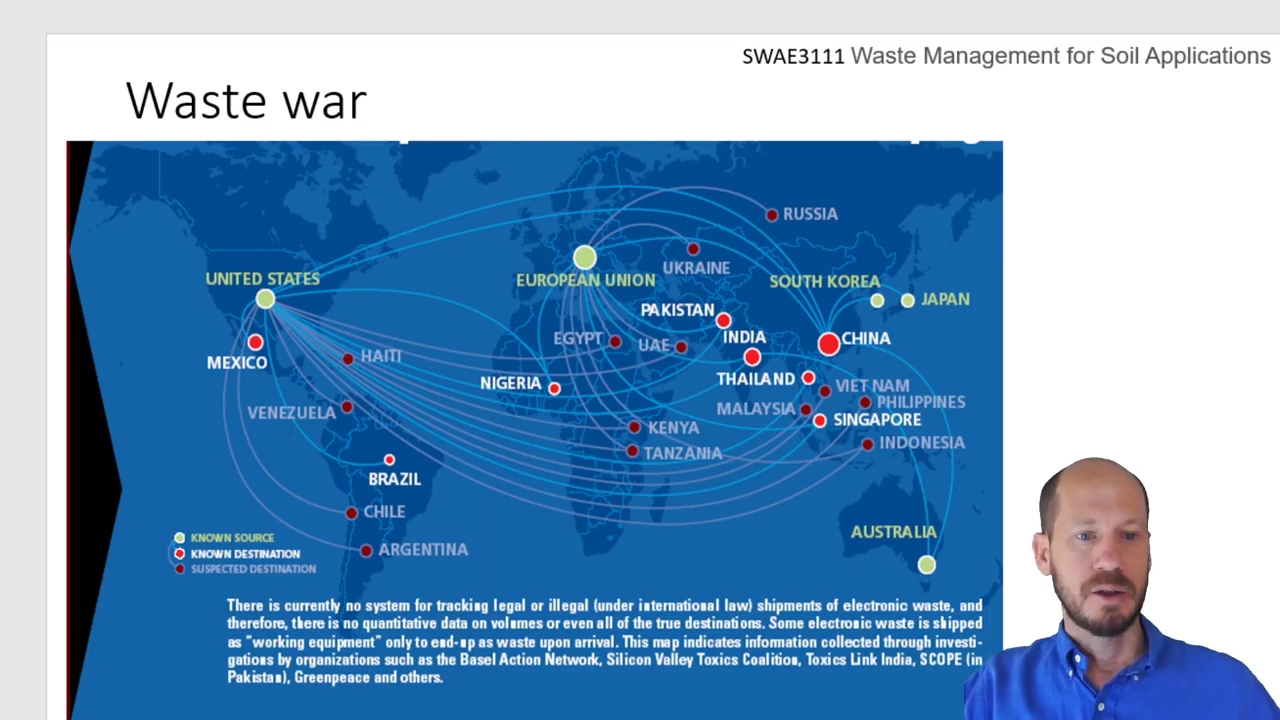 SWAE3111 Waste Management for Soil Applications
Waste war
RUSSIA
UKRAINE
UNITED STATES
EUROPEAN UNION
SOUTH KOREA
JAPAN
PAKISTAN
EGYPT
UAE
INDIA
CHINA
MEXICO
HAITI
NIGERIA
THAILAND
VIET NAM
VENEZUELA
MALAYSIA
PHILIPPINES
SINGAPORE
KENYA
INDONESIA
TANZANIA
BRAZIL
CHILE
AUSTRALIA
ARGENTINA
KNOWN SOURCE
KNOWN DESTINATION
SUSPECTED DESTINATION
There is currently no system for tracking legal or illegal (under international law) shipments of electronic waste, and
therefore, there is no quantitative data on volumes or even all of the true destinations. Some electronic waste is shipped
as "working equipment" only to end-up as waste upon arrival. This map indicates information collected through investi-
gations by organizations such as the Basel Action Network, Silicon Valley Toxics Coalition, Toxics Link India, SCOPE (in
Pakistan), Greenpeace and others.